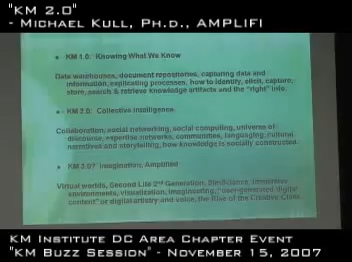 "KM 2.0"
- Michael Kull, Ph.D., AMPLIFI
• KM 1.0: Knowing What We Know
Data warehouses, document repositories, capturing data and
information, explicating processes, how to identify, elicit, capture,
store, search & retrieve knowledge artifacts and the "right" info.
• KM 2.0: Collective Intelligence
Collaboration, social networking, social computing, universe of
discourse, expertise networks, communities, languaging, cultural
narratives and storytelling, how knowledge is socially constructed.
• KM 3.0? Imagination, Amplified
Virtual worlds, Second Life 2nd Generation, immersive
environments, visualization, imagineering, "user-generated digital
content" or digital artistry and voice, the Rise of the Creative Class
KM Institute DC Area Chapter Event
"KM Buzz Session" - November 15, 2007